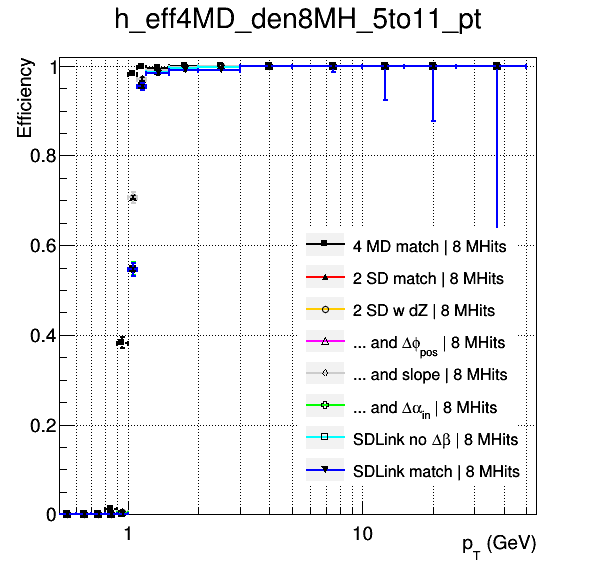 h_eff4MD_den8MH_5to11_pt
Efficiency
1
0.8
0.6
0.4
0.2
0
4 MD match | 8 MHits
2 SD match | 8 MHits
2 SD w dZ | 8 MHits
... and Δϕpos | 8 MHits
... and slope | 8 MHits
... and Δαin | 8 MHits
SDLink no Δβ | 8 MHits
SDLink match | 8 MHits
1 10
pT (GeV)